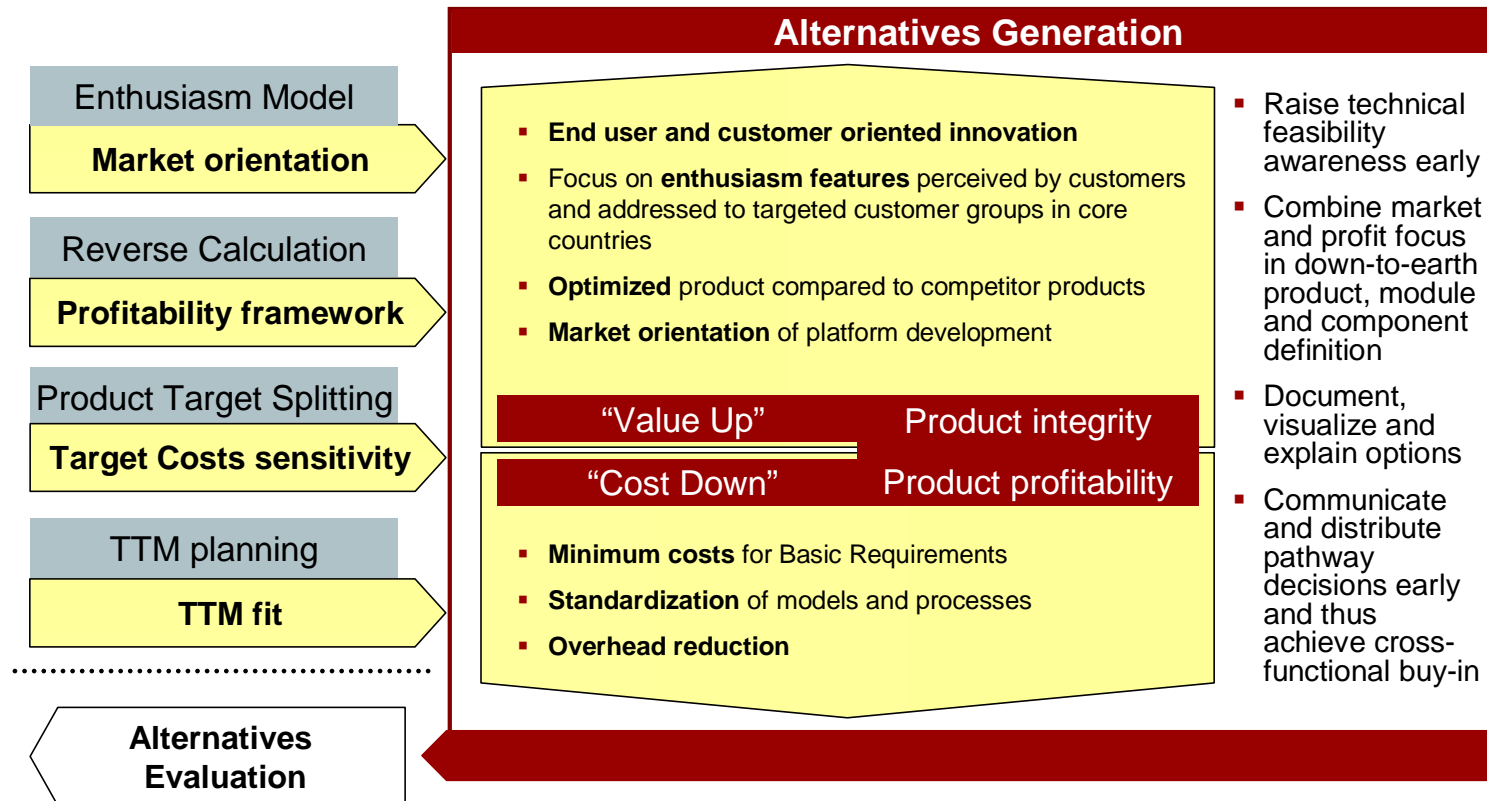 Alternatives Generation
Enthusiasm Model
Market orientation
Reverse Calculation
Profitability framework
Product Target Splitting
Target Costs sensitivity
TTM planning
TTM fit
Alternatives
Evaluation
▪ End user and customer oriented innovation
▪ Focus on enthusiasm features perceived by customers
and addressed to targeted customer groups in core
countries
▪ Optimized product compared to competitor products
▪ Market orientation of platform development
“Value Up” Product integrity
“Cost Down” Product profitability
▪ Minimum costs for Basic Requirements
▪ Standardization of models and processes
▪ Overhead reduction
▪ Raise technical
feasibility
awareness early
▪ Combine market
and profit focus
in down-to-earth
product, module
and component
definition
▪ Document,
visualize and
explain options
▪ Communicate
and distribute
pathway
decisions early
and thus
achieve cross-
functional buy-in